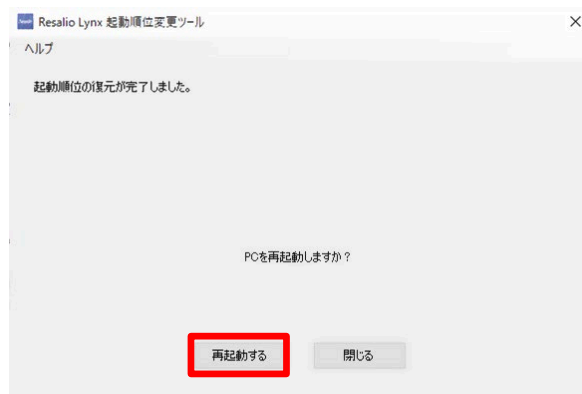 Resalio Lynx 起動順位変更ツール
ヘルプ
起動順位の復元が完了しました。
PCを再起動しますか？
再起動する
閉じる